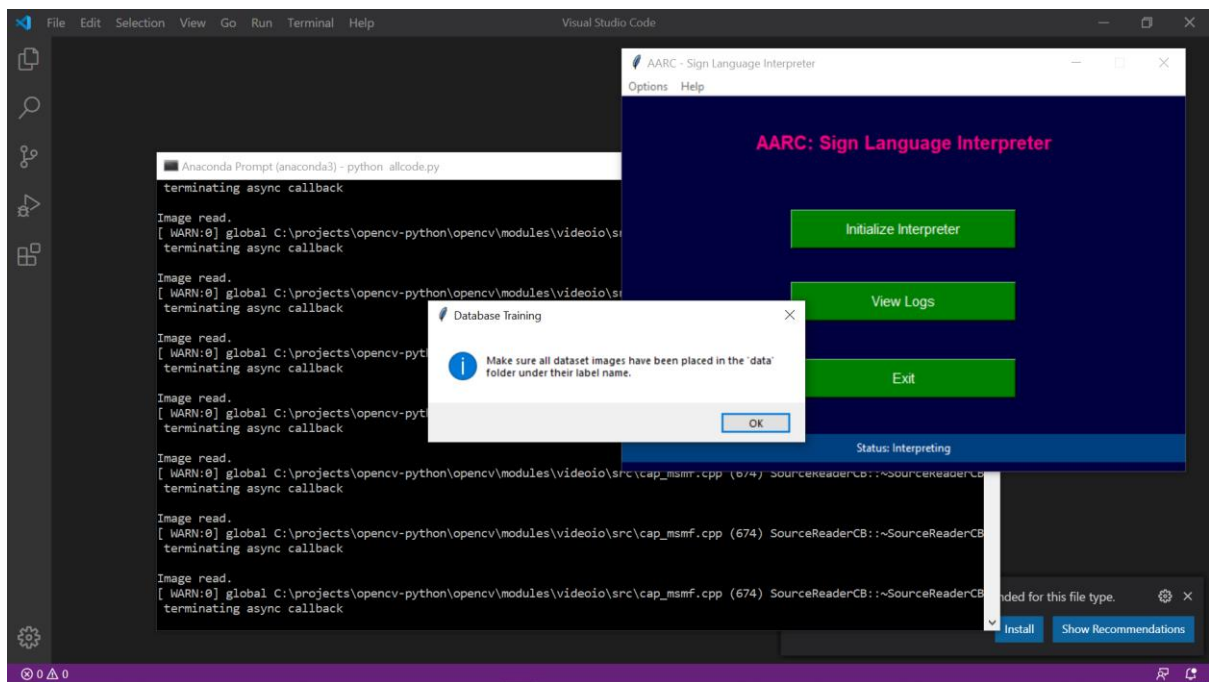 File Edit Selection View Go Run Terminal Help
Visual Studio Code
AARC - Sign Language Interpreter
Options Help
AARC: Sign Language Interpreter
Initialize Interpreter
View Logs
Exit
Status: Interpreting
Anaconda Prompt (anaconda3) - python allcode.py
terminating async callback
Image read.
[ WARN:0] global C:\projects\opencv-python\opencv\modules\videoio\
terminating async callback
Image read.
[ WARN:0] global C:\projects\opencv-python\opencv\modules\videoio\
terminating async callback
Image read.
[ WARN:0] global
terminating async callback
Image read.
[ WARN:0] global
terminating async callback
Image read.
[ WARN:0] global C:\projects\opencv-python\opencv\modules\videoio\src\cap_msmf.cpp (674) SourceReaderCB::~SourceReaderCB
terminating async callback
Image read.
[ WARN:0] global C:\projects\opencv-python\opencv\modules\videoio\src\cap_msmf.cpp (674) SourceReaderCB::~SourceReaderCB
terminating async callback
Image read.
[ WARN:0] global C:\projects\opencv-python\opencv\modules\videoio\src\cap_msmf.cpp (674) SourceReaderCB::~SourceReaderCB
terminating async callback
Database Training
Make sure all dataset images have been placed in the 'data'
folder under their label name.
OK
for this file type.
Install Show Recommendations
0 0